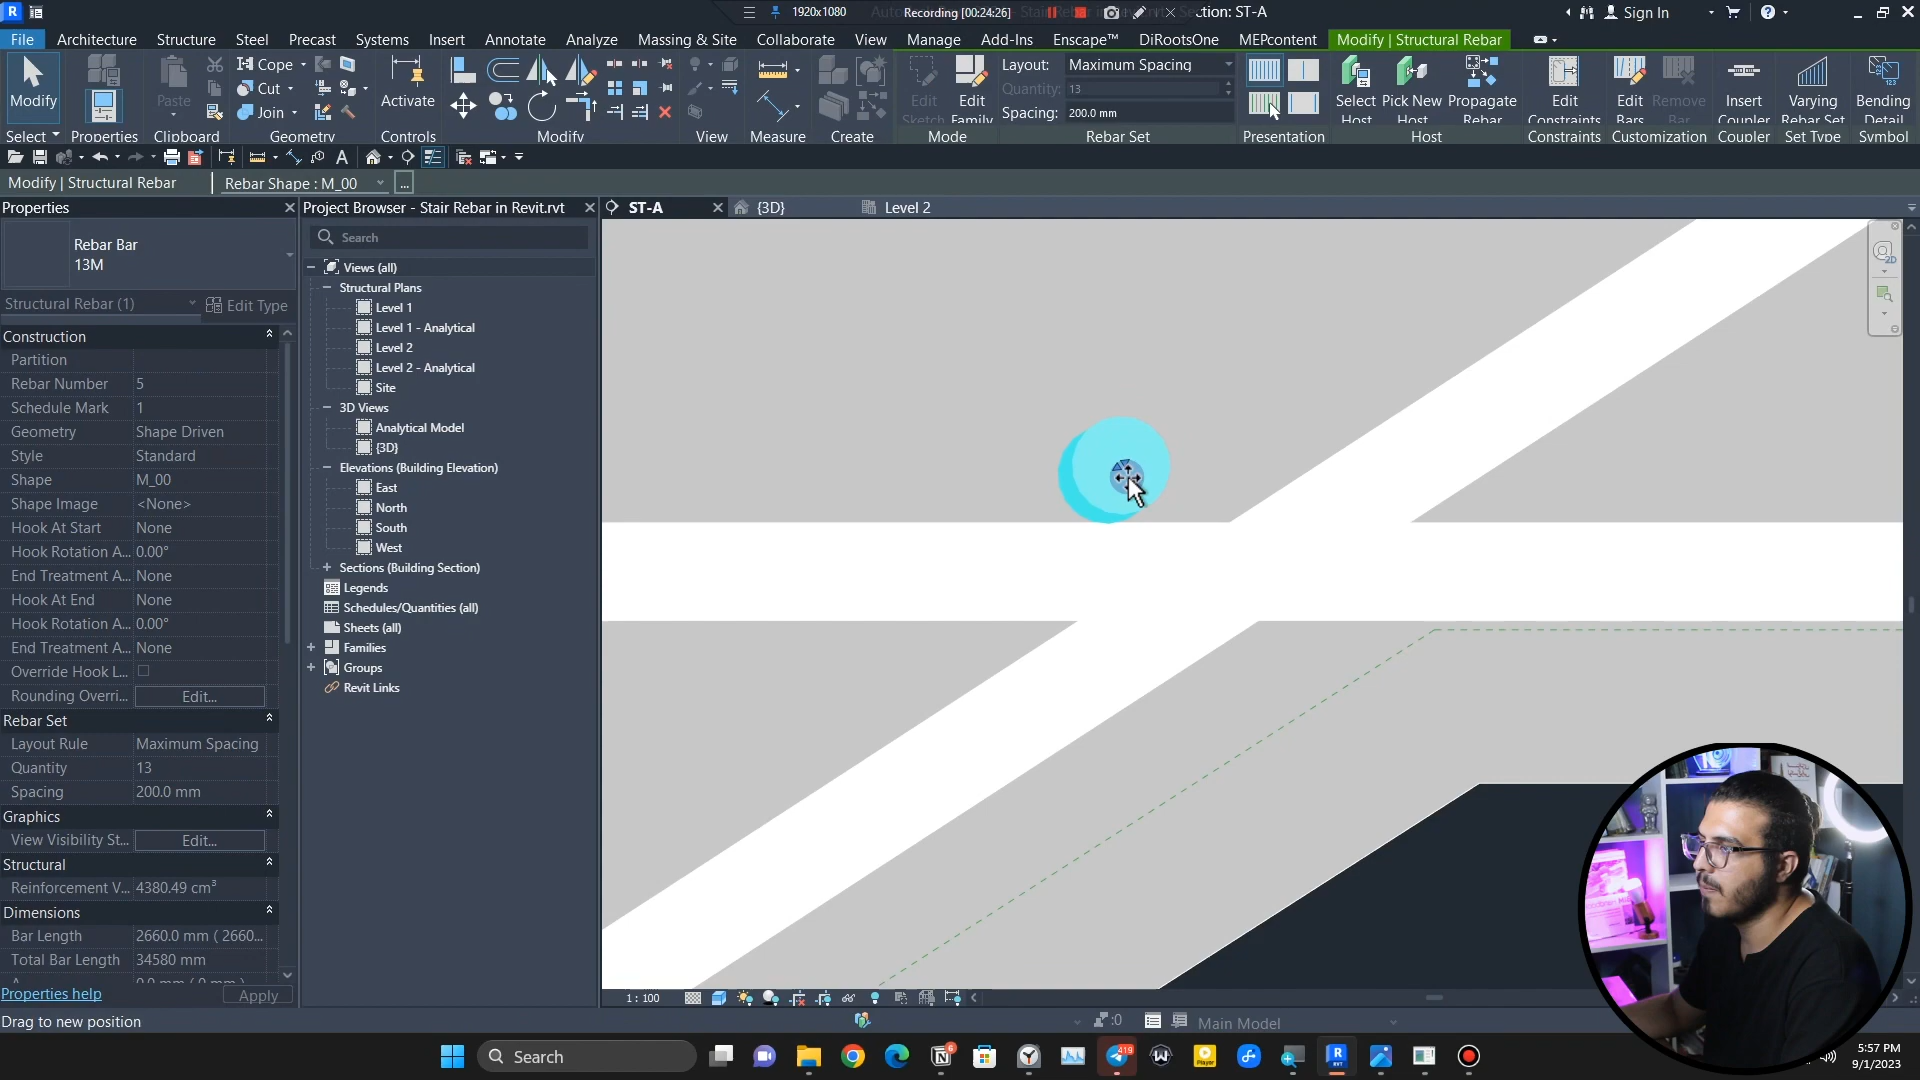 1920x1080
Recording [00:24:26]
ction: ST-A
Sign In
File
Architecture
Structure
Steel
Precast
Systems
Insert
Annotate
Analyze
Massing & Site
Collaborate
View
Manage
Add-Ins
Enscape™
DiRootsOne
MEPcontent
Modify | Structural Rebar
Modify
Paste
Cope
Cut
Join
Activate
Edit
Sketch
Edit
Family
Layout:
Maximum Spacing
Quantity:
13
Spacing:
200.0 mm
Select
Host
Pick New
Host
Propagate
Rebar
Edit
Constraints
Edit
Bars
Remove
Bar
Insert
Coupler
Varying
Rebar Set
Bending
Detail
Select
Properties
Clipboard
Geometry
Controls
Modify
View
Measure
Create
Mode
Rebar Set
Presentation
Host
Constraints
Customization
Coupler
Set Type
Symbol
Modify | Structural Rebar
Rebar Shape : M_00
...
Properties
Project Browser - Stair Rebar in Revit.rvt
ST-A
{3D}
Level 2
Rebar Bar
13M
Structural Rebar (1)
Edit Type
Construction
Partition
Rebar Number 5
Schedule Mark 1
Geometry Shape Driven
Style Standard
Shape M_00
Shape Image <None>
Hook At Start None
Hook Rotation A... 0.00°
End Treatment A... None
Hook At End None
Hook Rotation A... 0.00°
End Treatment A... None
Override Hook L...
Rounding Overri... Edit...
Rebar Set
Layout Rule Maximum Spacing
Quantity 13
Spacing 200.0 mm
Graphics
View Visibility St... Edit...
Structural
Reinforcement V... 4380.49 cm³
Dimensions
Bar Length 2660.0 mm ( 2660...
Total Bar Length 34580 mm
Properties help
Apply
Search
Views (all)
Structural Plans
Level 1
Level 1 - Analytical
Level 2
Level 2 - Analytical
Site
3D Views
Analytical Model
{3D}
Elevations (Building Elevation)
East
North
South
West
Sections (Building Section)
Legends
Schedules/Quantities (all)
Sheets (all)
Families
Groups
Revit Links
2D
1 : 100
Drag to new position
:0
Main Model
Search
6
419
Player
5:57 PM
9/1/2023